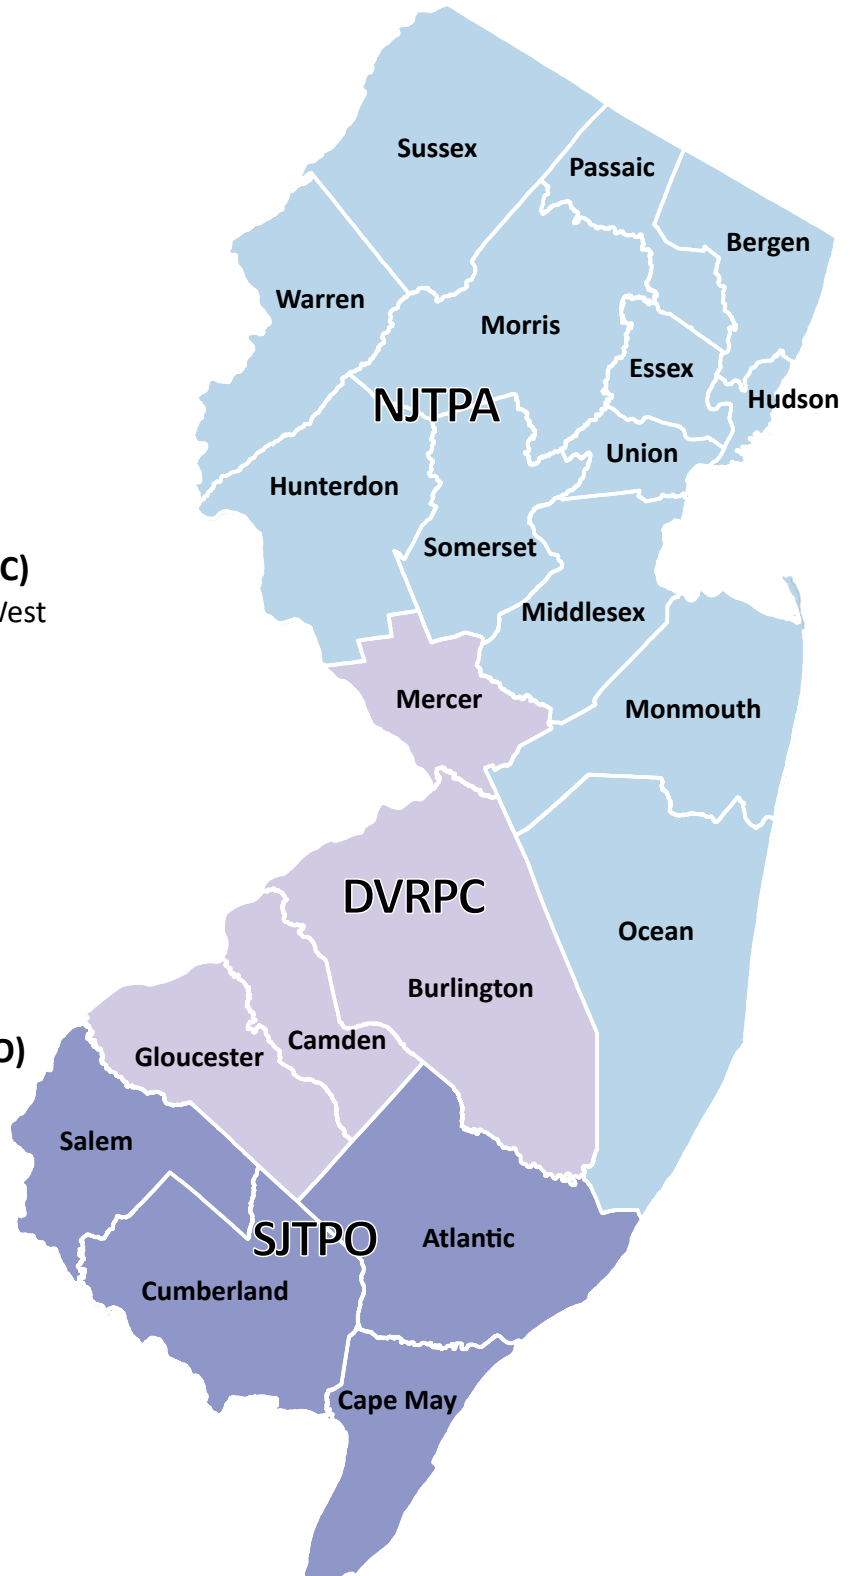 Sussex
Passaic
Bergen
Warren
Morris
Essex
Hudson
NJTPA
Union
Hunterdon
Somerset
C)
Vest
Middlesex
Mercer
Monmouth
DVRPC
Ocean
Burlington
Camden
O)
Gloucester
Salem
SJTPO
Atlantic
Cumberland
Cape May